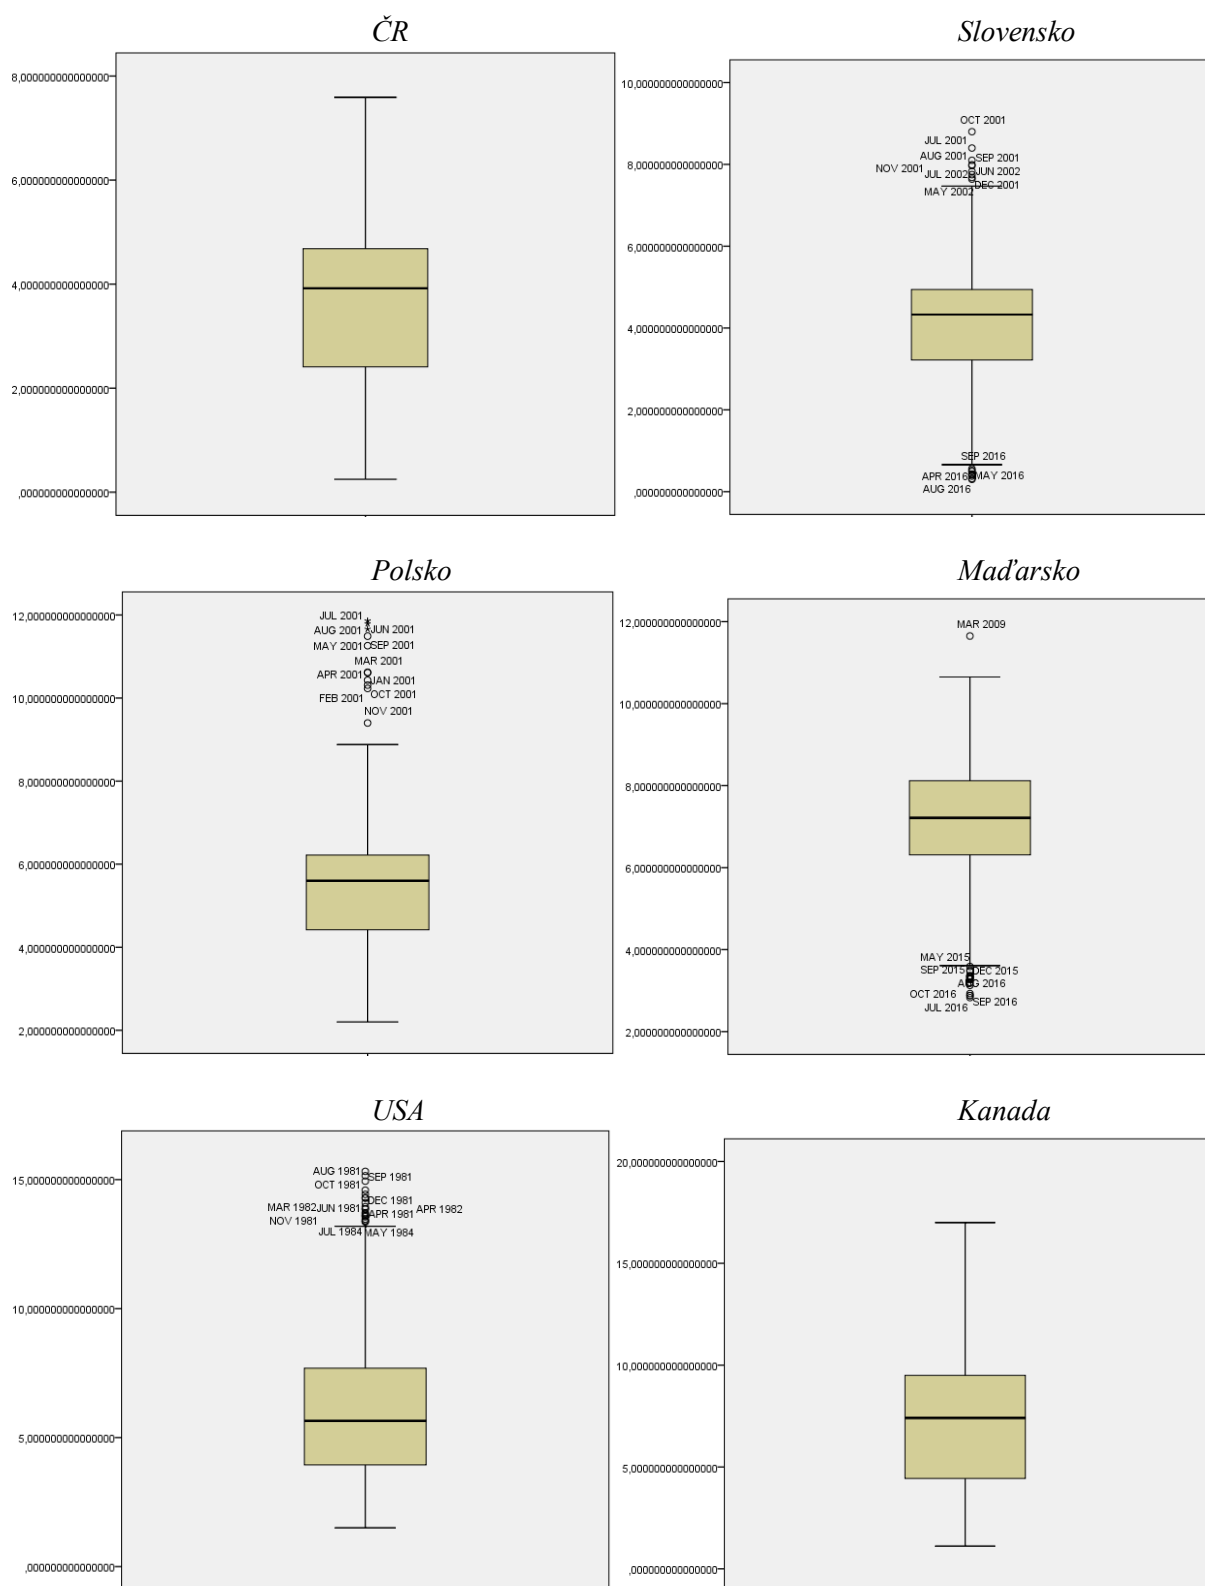 ČR
8,000000000000000
6,000000000000000
4,000000000000000
2,000000000000000
,000000000000000
Slovensko
10,000000000000000
8,000000000000000
6,000000000000000
4,000000000000000
2,000000000000000
,000000000000000
OCT 2001
JUL 2001
AUG 2001 SEP 2001
NOV 2001 JUL 2002 JUN 2002
MAY 2002 DEC 2001
SEP 2016
APR 2016 MAY 2016
AUG 2016
Polsko
12,000000000000000
10,000000000000000
8,000000000000000
6,000000000000000
4,000000000000000
2,000000000000000
JUL 2001
AUG 2001 JUN 2001
MAY 2001 SEP 2001
MAR 2001
APR 2001 JAN 2001
FEB 2001 OCT 2001
NOV 2001
Maďarsko
12,000000000000000
10,000000000000000
8,000000000000000
6,000000000000000
4,000000000000000
2,000000000000000
MAR 2009
MAY 2015
SEP 2015 DEC 2015
AUG 2016
OCT 2016
JUL 2016 SEP 2016
USA
15,000000000000000
10,000000000000000
5,000000000000000
,000000000000000
AUG 1981 SEP 1981
OCT 1981
DEC 1981
MAR 1982 JUN 1981 APR 1981 APR 1982
NOV 1981
JUL 1984 MAY 1984
Kanada
20,000000000000000
15,000000000000000
10,000000000000000
5,000000000000000
,000000000000000